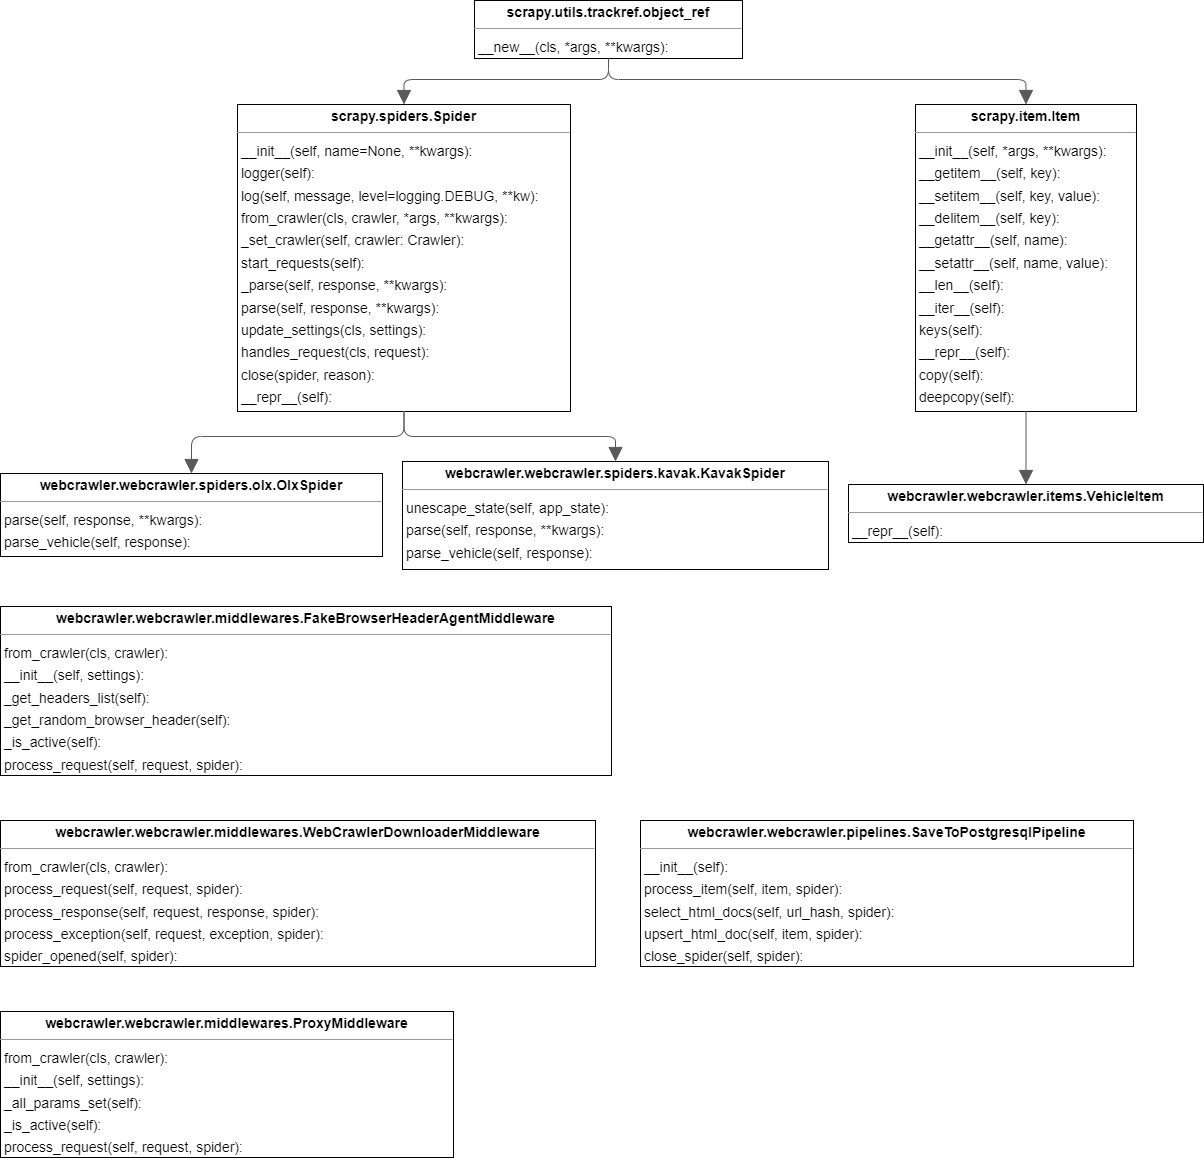 scrapy.utils.trackref.object_ref
__new__(cls, *args, **kwargs):
scrapy.spiders.Spider
__init__(self, name=None, **kwargs):
logger(self):
log(self, message, level=logging.DEBUG, **kw):
from_crawler(cls, crawler, *args, **kwargs):
_set_crawler(self, crawler: Crawler):
start_requests(self):
_parse(self, response, **kwargs):
parse(self, response, **kwargs):
update_settings(cls, settings):
handles_request(cls, request):
close(spider, reason):
__repr__(self):
scrapy.item.Item
__init__(self, *args, **kwargs):
__getitem__(self, key):
__setitem__(self, key, value):
__delitem__(self, key):
__getattr__(self, name):
__setattr__(self, name, value):
__len__(self):
__iter__(self):
keys(self):
__repr__(self):
copy(self):
deepcopy(self):
webcrawler.webcrawler.spiders.olx.OlxSpider
parse(self, response, **kwargs):
parse_vehicle(self, response):
webcrawler.webcrawler.spiders.kavak.KavakSpider
unescape_state(self, app_state):
parse(self, response, **kwargs):
parse_vehicle(self, response):
webcrawler.webcrawler.items.VehicleItem
__repr__(self):
webcrawler.webcrawler.middlewares.FakeBrowserHeaderAgentMiddleware
from_crawler(cls, crawler):
__init__(self, settings):
_get_headers_list(self):
_get_random_browser_header(self):
_is_active(self):
process_request(self, request, spider):
webcrawler.webcrawler.middlewares.WebCrawlerDownloaderMiddleware
from_crawler(cls, crawler):
process_request(self, request, spider):
process_response(self, request, response, spider):
process_exception(self, request, exception, spider):
spider_opened(self, spider):
webcrawler.webcrawler.pipelines.SaveToPostgresqlPipeline
__init__(self):
process_item(self, item, spider):
select_html_docs(self, url_hash, spider):
upsert_html_doc(self, item, spider):
close_spider(self, spider):
webcrawler.webcrawler.middlewares.ProxyMiddleware
from_crawler(cls, crawler):
__init__(self, settings):
_all_params_set(self):
_is_active(self):
process_request(self, request, spider):